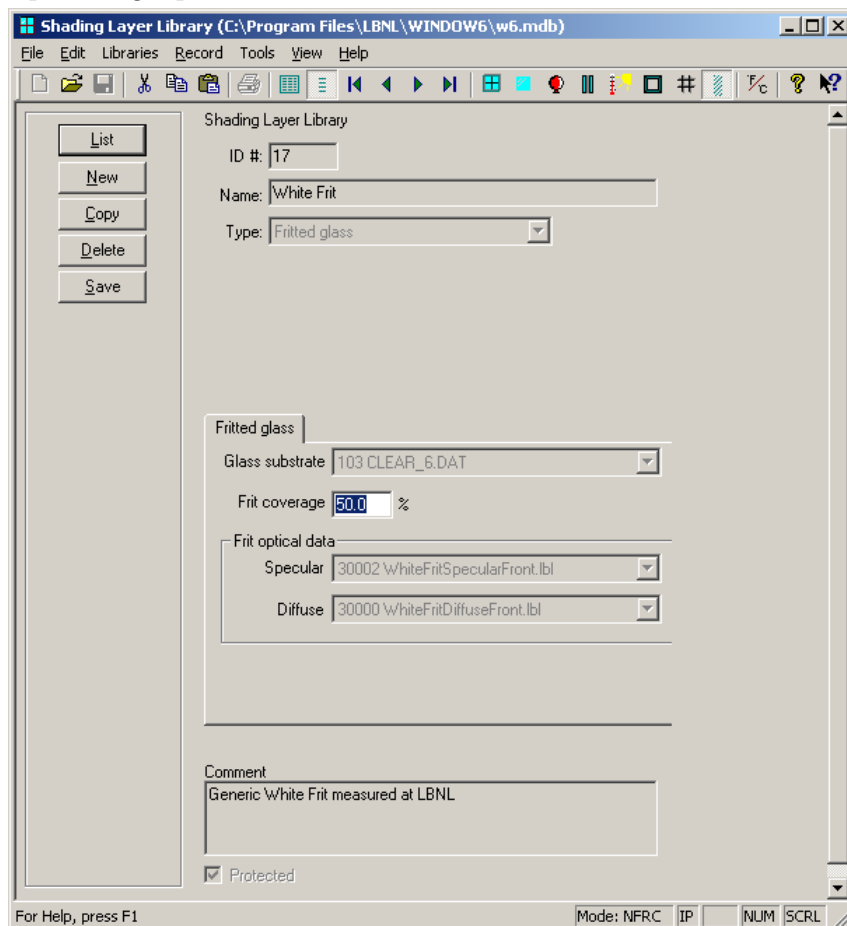 Shading Layer Library (C:\Program Files\LBNL\WINDOW6\w6.mdb)
File Edit Libraries Record Tools View Help
°F/C ? ?
Shading Layer Library
List
ID #: 17
New
Name: White Frit
Copy
Type: Fritted glass
Delete
Save
Fritted glass
Glass substrate 103 CLEAR_6.DAT
Frit coverage 50.0 %
Frit optical data
Specular 30002 WhiteFritSpecularFront.lbl
Diffuse 30000 WhiteFritDiffuseFront.lbl
Comment
Generic White Frit measured at LBNL
Protected
For Help, press F1 Mode: NFRC IP NUM SCRL